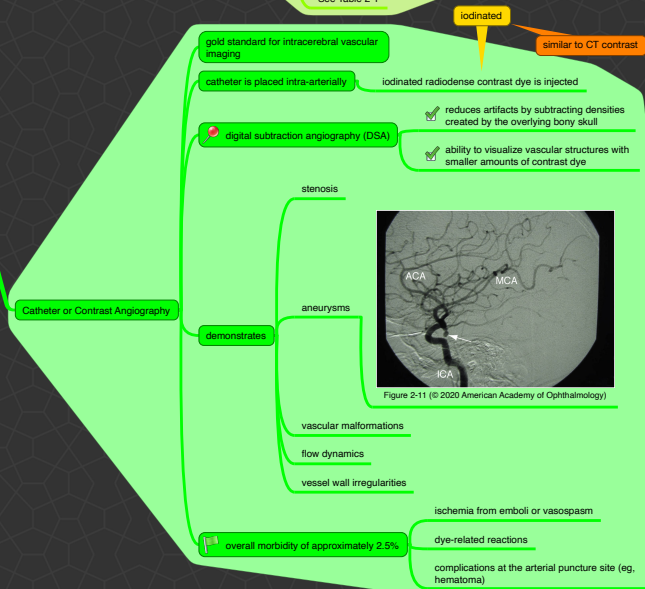 See Table 2-1
iodinated
similar to CT contrast
gold standard for intracerebral vascular
imaging
catheter is placed intra-arterially
iodinated radiodense contrast dye is injected
digital subtraction angiography (DSA)
reduces artifacts by subtracting densities
created by the overlying bony skull
ability to visualize vascular structures with
smaller amounts of contrast dye
Catheter or Contrast Angiography
demonstrates
stenosis
aneurysms
ACA
MCA
ICA
Figure 2-11 (© 2020 American Academy of Ophthalmology)
vascular malformations
flow dynamics
vessel wall irregularities
overall morbidity of approximately 2.5%
ischemia from emboli or vasospasm
dye-related reactions
complications at the arterial puncture site (eg,
hematoma)